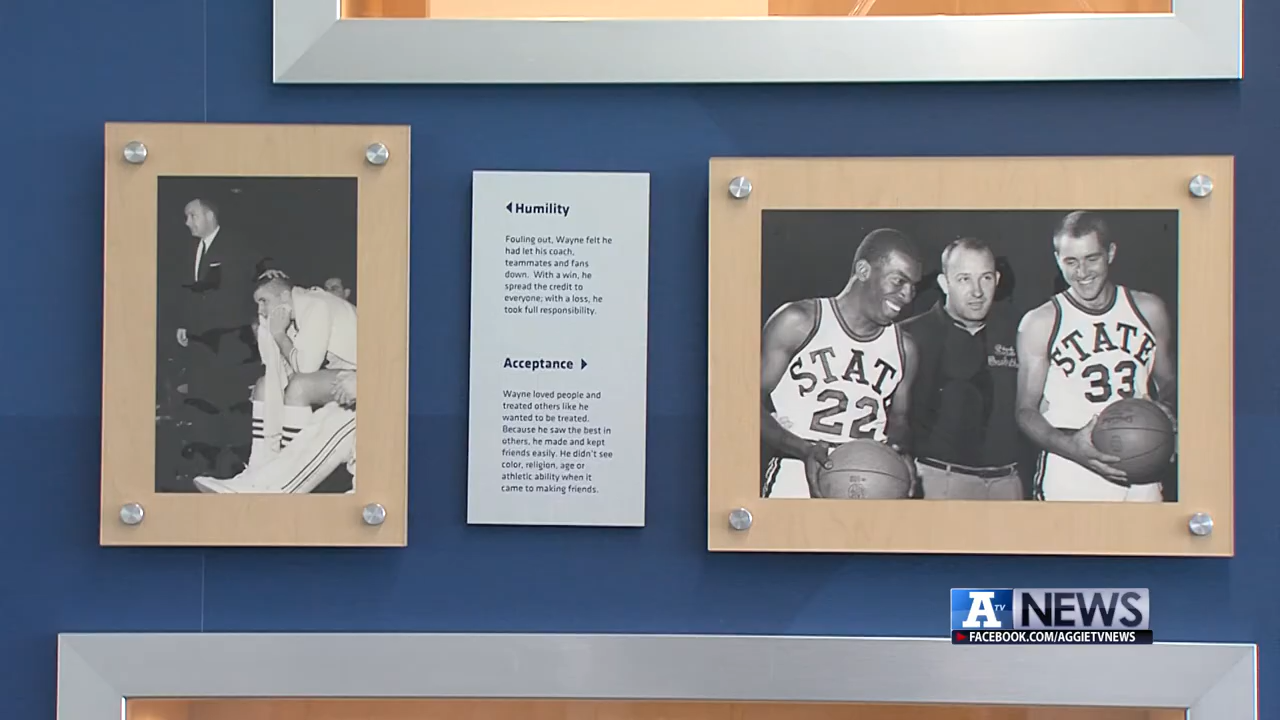 Humility
Fouling out, Wayne felt he
had let his coach,
teammates and fans
down. With a win, he
spread the credit to
everyone; with a loss, he
took full responsibility.
Acceptance
Wayne loved people and
treated others like he
wanted to be treated.
Because he saw the best in
others, he made and kept
friends easily. He didn't see
color, religion, age or
athletic ability when it
came to making friends.
STAT
22
STATE
33
ATV NEWS
FACEBOOK.COM/AGGIETVNEWS